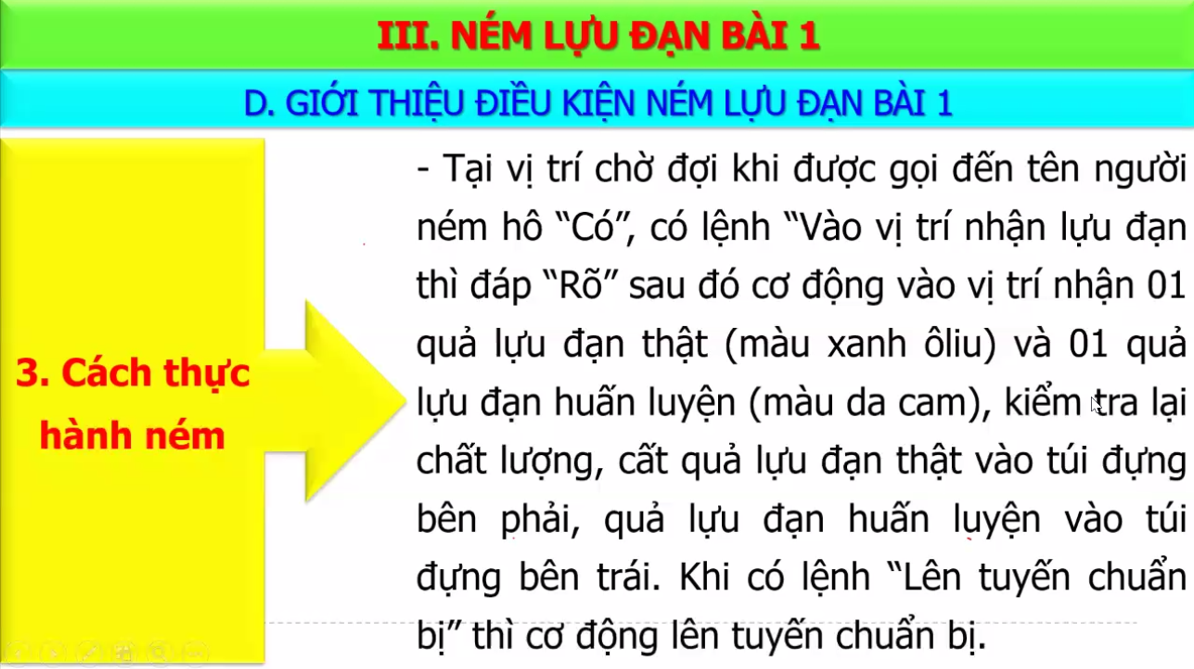 III. NÉM LỰU ĐẠN BÀI 1
D. GIỚI THIỆU ĐIỀU KIỆN NÉM LỰU ĐẠN BÀI 1
3. Cách thực
hành ném
- Tại vị trí chờ đợi khi được gọi đến tên người
ném hô “Có”, có lệnh “Vào vị trí nhận lựu đạn
thì đáp “Rõ” sau đó cơ động vào vị trí nhận 01
quả lựu đạn thật (màu xanh ôliu) và 01 quả
lựu đạn huấn luyện (màu da cam), kiểm tra lại
chất lượng, cất quả lựu đạn thật vào túi đựng
bên phải, quả lựu đạn huấn luyện vào túi
đựng bên trái. Khi có lệnh “Lên tuyến chuẩn
bị” thì cơ động lên tuyến chuẩn bị.